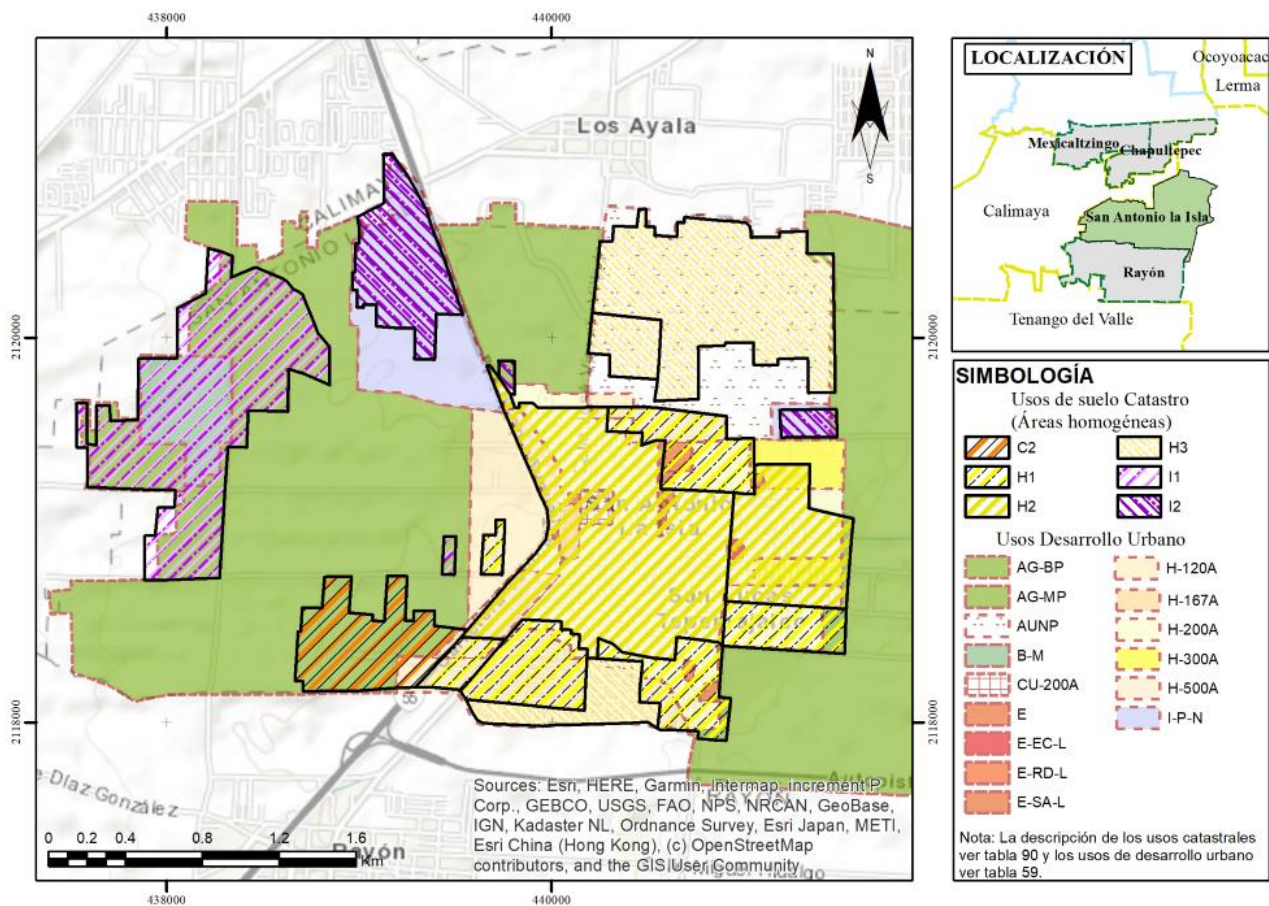 438000
440000
Los Ayala
N
S
2120000
2120000
2118000
2118000
55
Rayón
0 0.2 0.4 0.8 1.2 1.6
Km
Sources: Esri, HERE, Garmin, Intermap, increment P
Corp., GEBCO, USGS, FAO, NPS, NRCAN, GeoBase,
IGN, Kadaster NL, Ordnance Survey, Esri Japan, METI,
Esri China (Hong Kong), (c) OpenStreetMap
contributors, and the GIS User Community
438000
440000
LOCALIZACIÓN
Ocoyoacac
Lerma
Mexicaltzingo
Chapultepec
Calimaya
San Antonio la Isla
Rayón
Tenango del Valle
SIMBOLOGÍA
Usos de suelo Catastro
(Áreas homogéneas)
C2
H1
H2
H3
I1
I2
Usos Desarrollo Urbano
AG-BP
AG-MP
AUNP
B-M
CU-200A
E
E-EC-L
E-RD-L
E-SA-L
H-120A
H-167A
H-200A
H-300A
H-500A
I-P-N
Nota: La descripción de los usos catastrales
ver tabla 90 y los usos de desarrollo urbano
ver tabla 59.